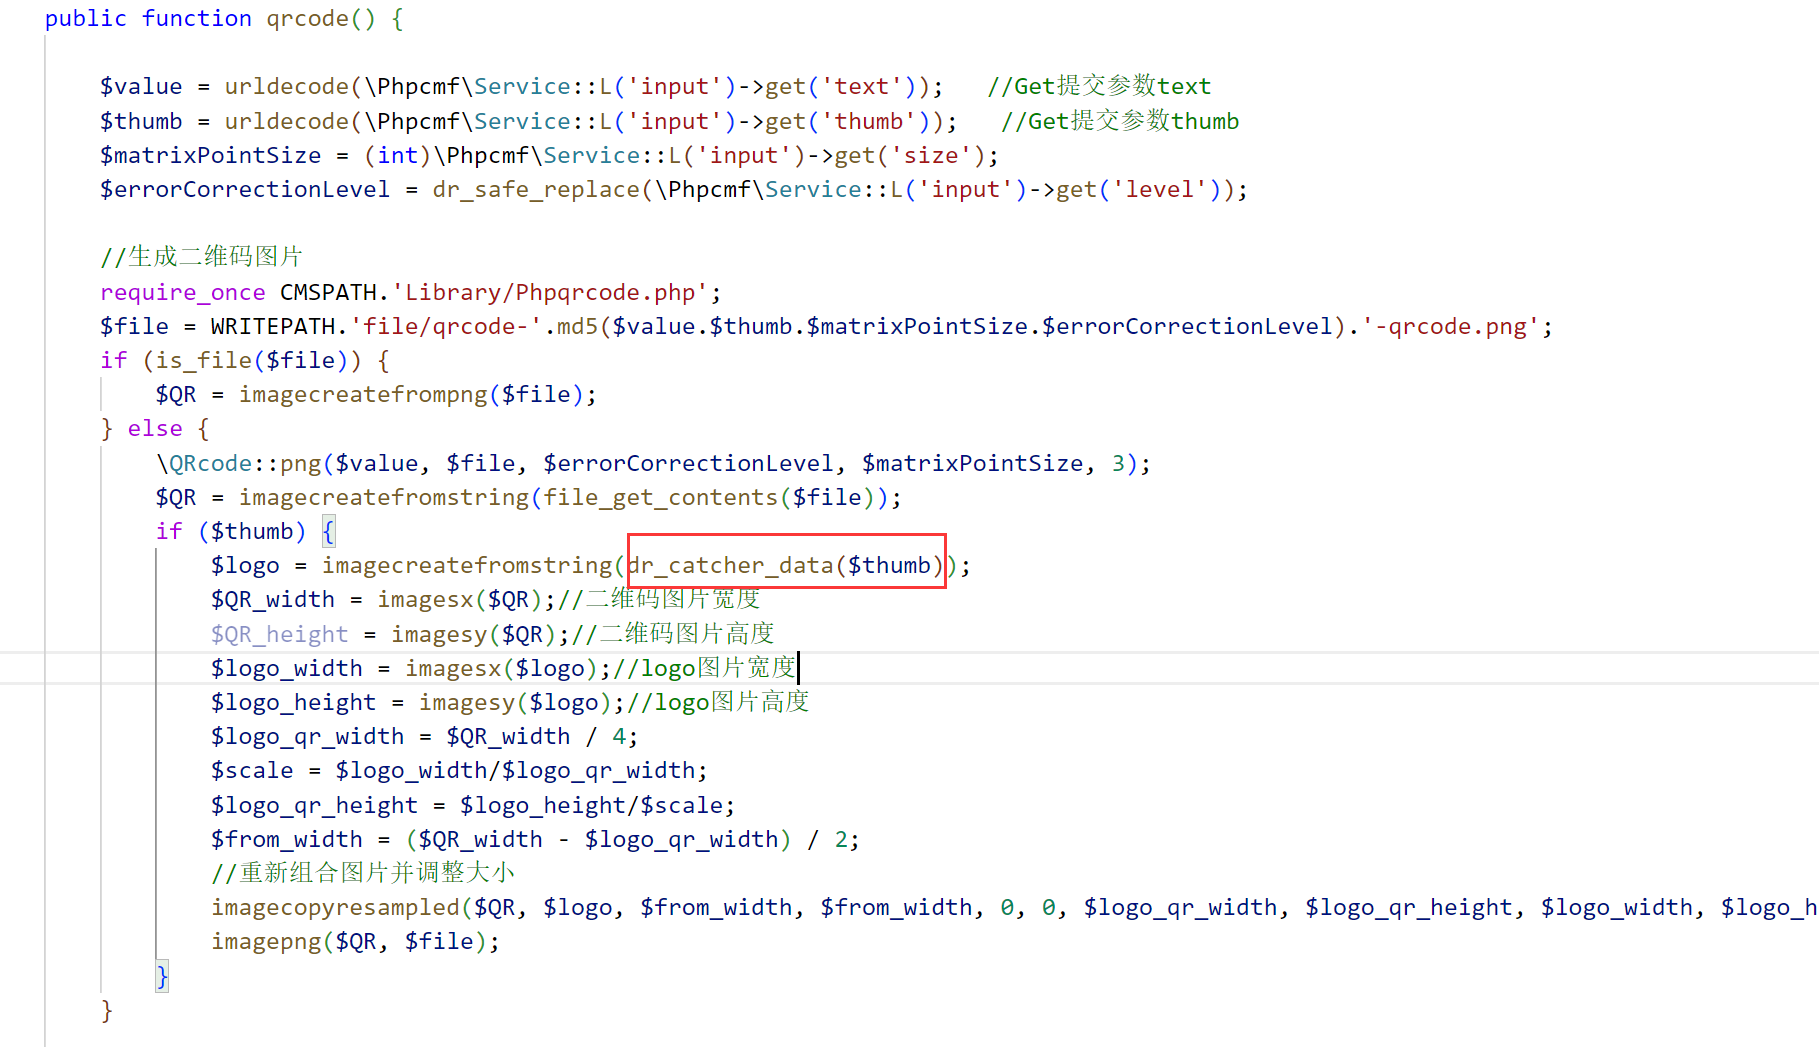 public function qrcode() {
$value = urldecode(\Phpcmf\Service::L('input')->get('text'));   //Get提交参数text
$thumb = urldecode(\Phpcmf\Service::L('input')->get('thumb'));   //Get提交参数thumb
$matrixPointSize = (int)\Phpcmf\Service::L('input')->get('size');
$errorCorrectionLevel = dr_safe_replace(\Phpcmf\Service::L('input')->get('level'));
//生成二维码图片
require_once CMSPATH.'Library/Phpqrcode.php';
$file = WRITEPATH.'file/qrcode-'.md5($value.$thumb.$matrixPointSize.$errorCorrectionLevel).'-qrcode.png';
if (is_file($file)) {
$QR = imagecreatefrompng($file);
} else {
\QRcode::png($value, $file, $errorCorrectionLevel, $matrixPointSize, 3);
$QR = imagecreatefromstring(file_get_contents($file));
if ($thumb) {
$logo = imagecreatefromstring(dr_catcher_data($thumb));
$QR_width = imagesx($QR);//二维码图片宽度
$QR_height = imagesy($QR);//二维码图片高度
$logo_width = imagesx($logo);//logo图片宽度
$logo_height = imagesy($logo);//logo图片高度
$logo_qr_width = $QR_width / 4;
$scale = $logo_width/$logo_qr_width;
$logo_qr_height = $logo_height/$scale;
$from_width = ($QR_width - $logo_qr_width) / 2;
//重新组合图片并调整大小
imagecopyresampled($QR, $logo, $from_width, $from_width, 0, 0, $logo_qr_width, $logo_qr_height, $logo_width, $logo_h
imagepng($QR, $file);
}
}